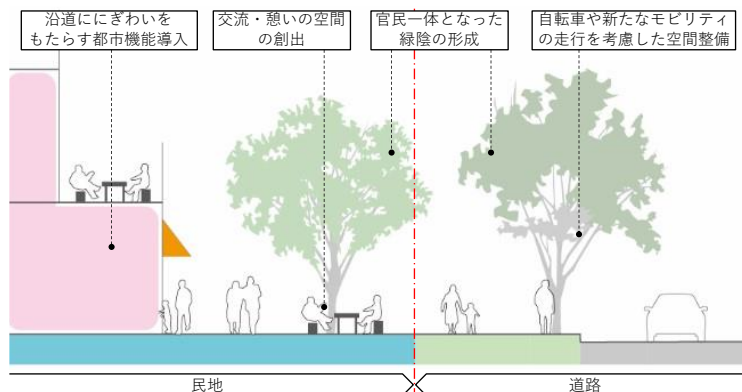 沿道ににぎわいを
もたらす都市機能導入
交流・憩いの空間
の創出
官民一体となった
緑陰の形成
自転車や新たなモビリティ
の走行を考慮した空間整備
民地
道路